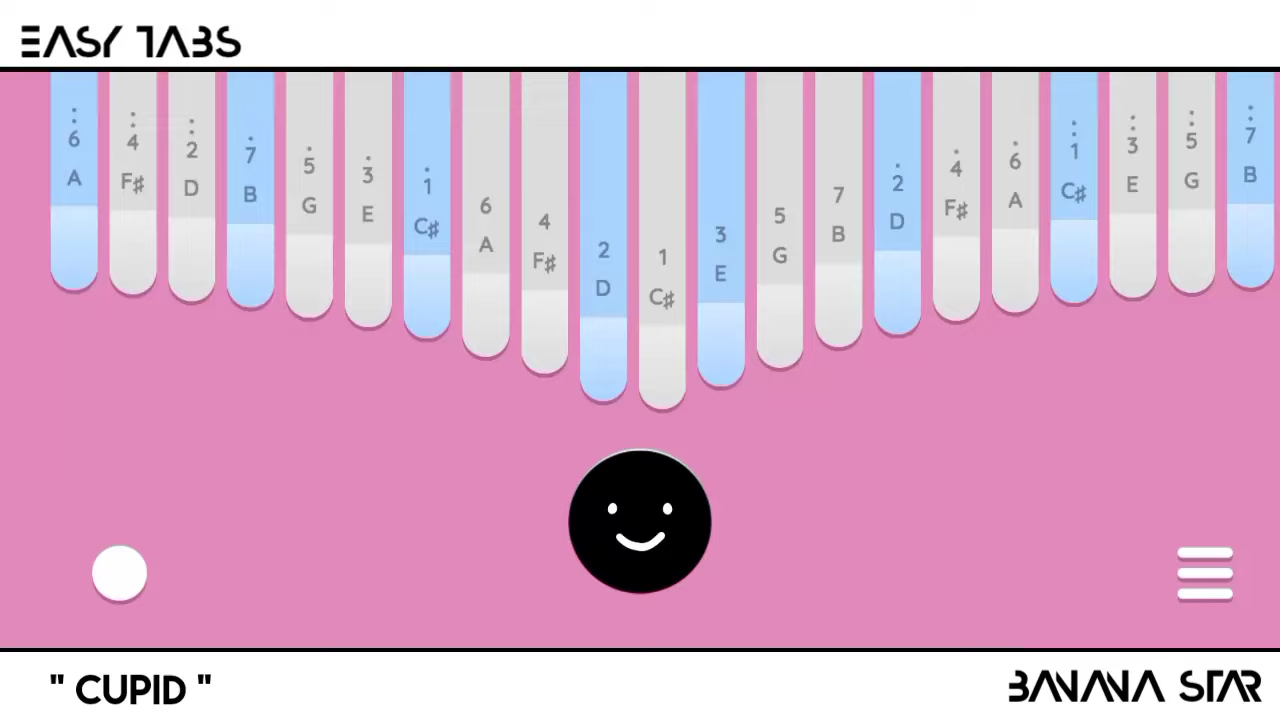 EASY TABS
6 4 2 7 5 3 1 6 4 2 1 3 5 7 2 4 6 1 3 5 7
A F♯ D B G E C♯ A F♯ D C♯ E G B D F♯ A C♯ E G B
" CUPID "
BANANA STAR